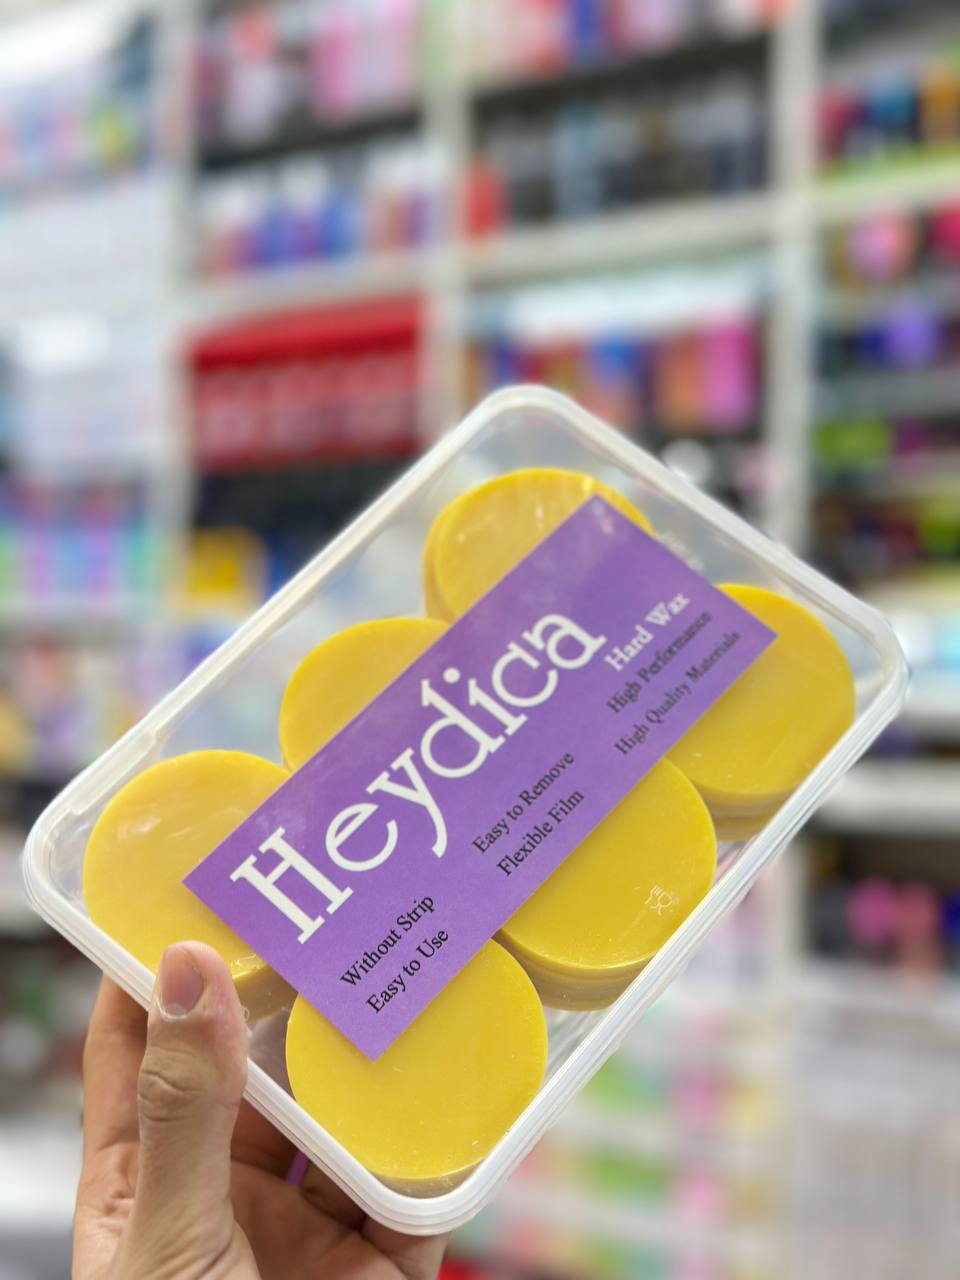 Heydica
Hard Wax
High Performance
High Quality Materials
Easy to Remove
Flexible Film
Without Strip
Easy to Use